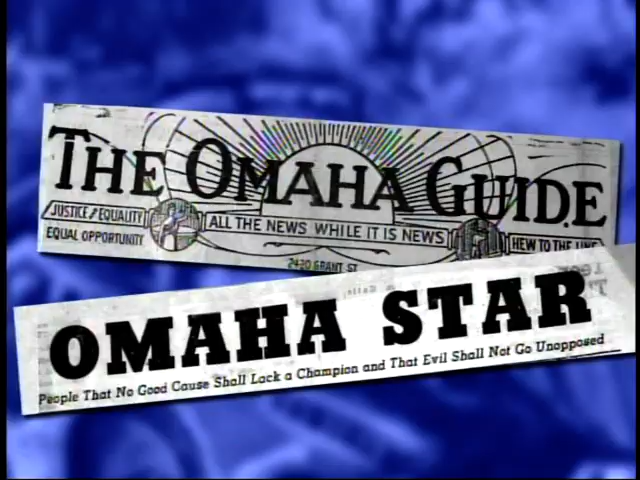 THE OMAHA GUIDE
JUSTICE / EQUALITY
EQUAL OPPORTUNITY
ALL THE NEWS WHILE IT IS NEWS
HEW TO THE LINE
2420 GRANT ST
OMAHA STAR
People That No Good Cause Shall Lack a Champion and That Evil Shall Not Go Unopposed